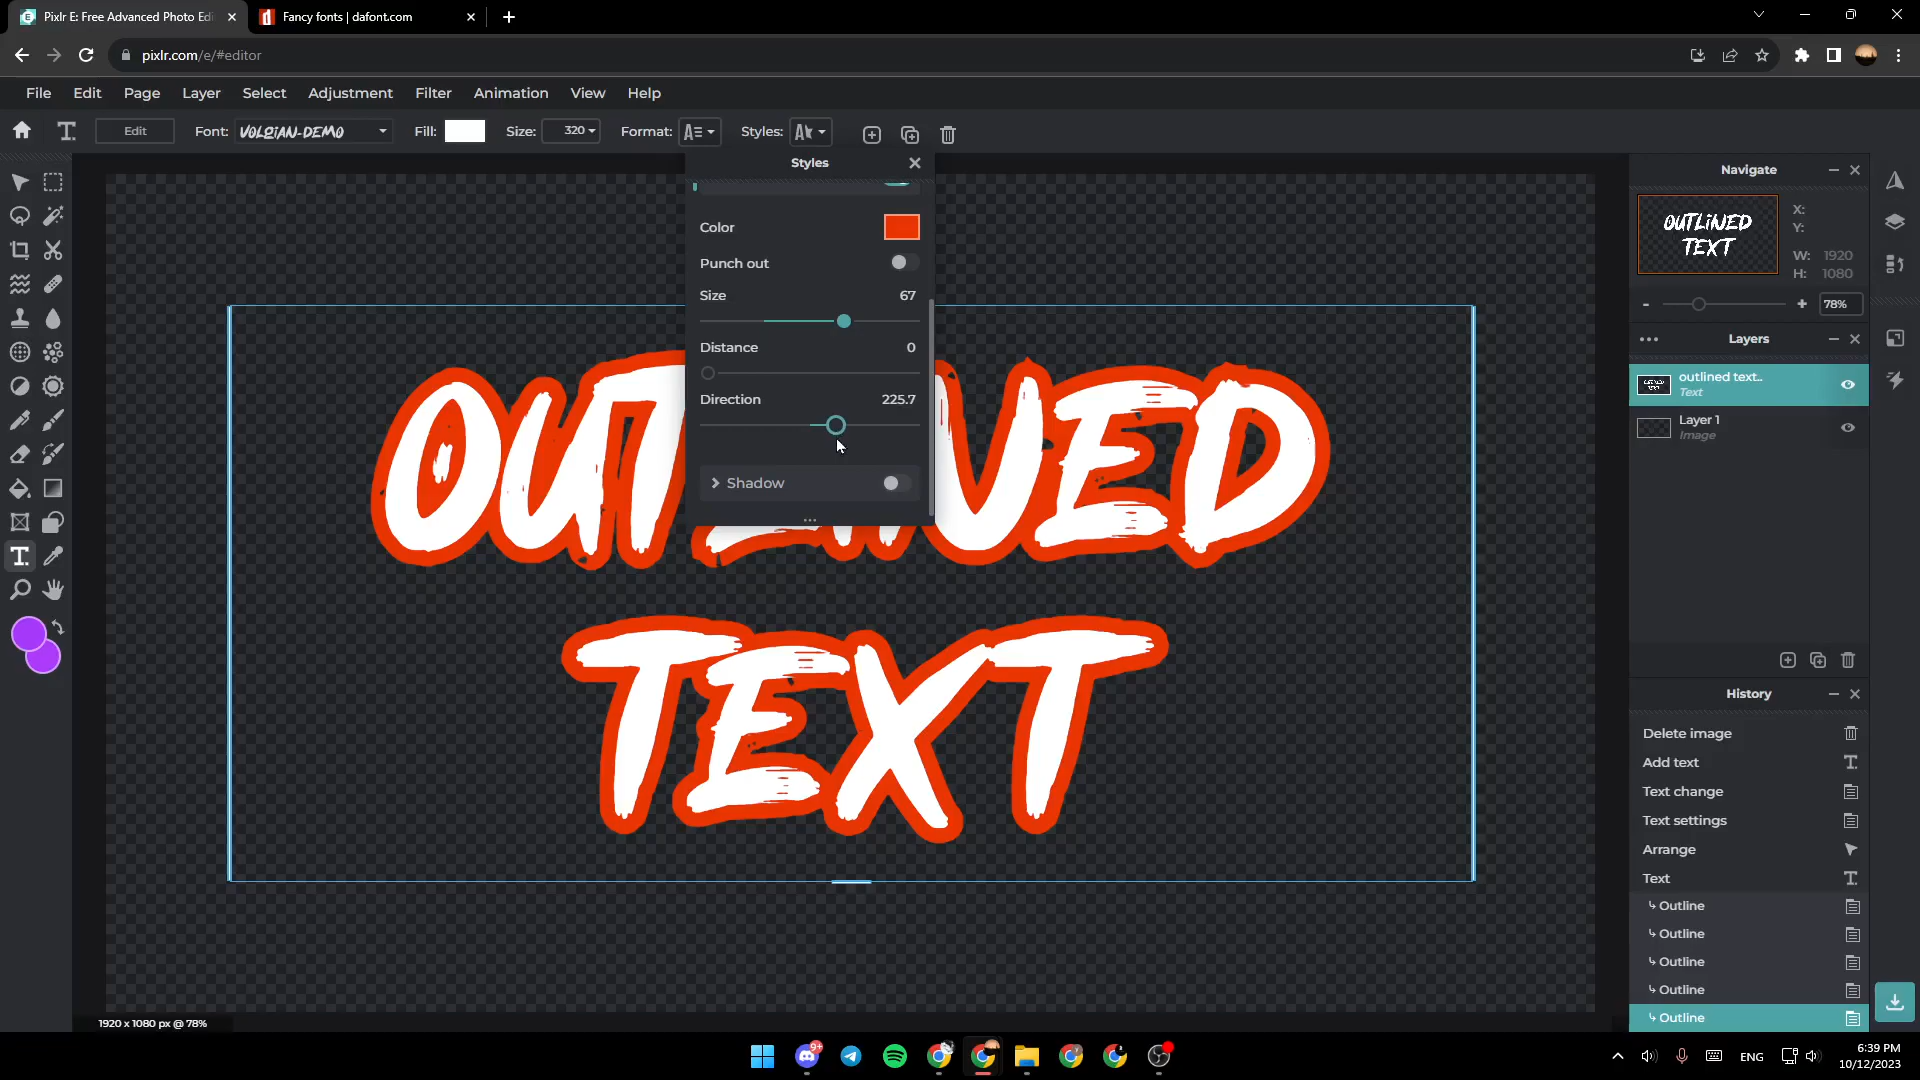 Pixlr E: Free Advanced Photo Edi
Fancy fonts | dafont.com
pixlr.com/e/#editor
File Edit Page Layer Select Adjustment Filter Animation View Help
Edit Font: VOLGIAN-DEMO Fill: Size: 320 Format: Styles:
Styles
Color
Punch out
Size 67
Distance 0
Direction 225.7
Shadow
OUTLINED
TEXT
1920 x 1080 px @ 78%
Navigate
OUTLINED
TEXT
X:
Y:
W: 1920
H: 1080
- + 78%
Layers
outlined text..
Text
Layer 1
Image
History
Delete image
Add text
Text change
Text settings
Arrange
Text
Outline
Outline
Outline
Outline
Outline
9+
ENG
6:39 PM
10/12/2023